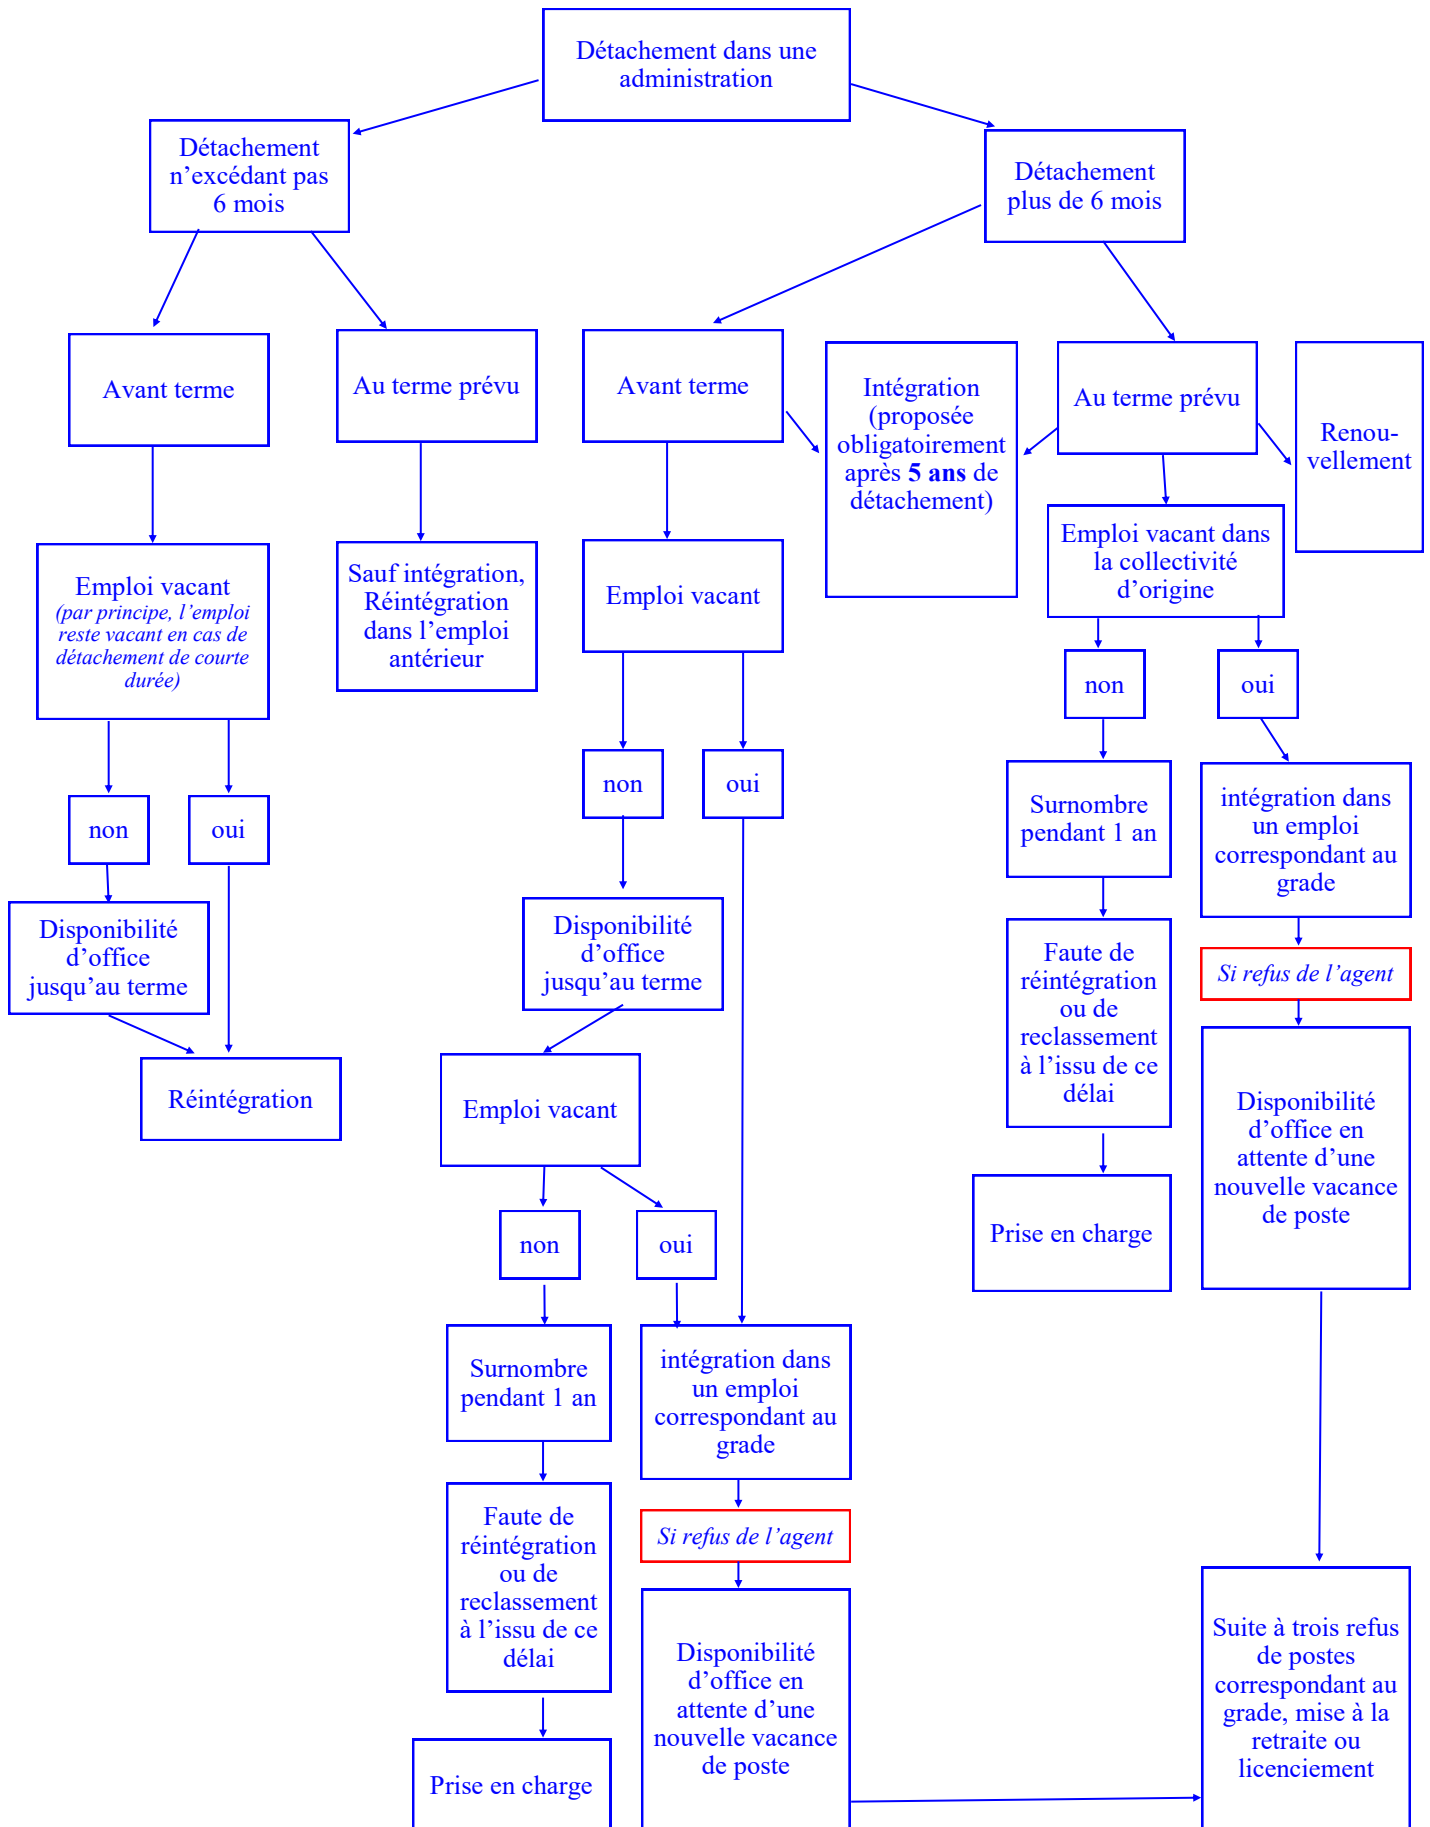 Détachement dans une
administration
Détachement
n’excédant pas
6 mois
Détachement
plus de 6 mois
Avant terme
Au terme prévu
Avant terme
Intégration
(proposée
obligatoirement
après 5 ans de
détachement)
Au terme prévu
Renou-
vellement
Emploi vacant
(par principe, l’emploi
reste vacant en cas de
détachement de courte
durée)
Sauf intégration,
Réintégration
dans l’emploi
antérieur
Emploi vacant
Emploi vacant dans
la collectivité
d’origine
non
oui
non
oui
non
oui
Surnombre
pendant 1 an
intégration dans
un emploi
correspondant au
grade
Disponibilité
d’office
jusqu’au terme
Disponibilité
d’office
jusqu’au terme
Faute de
réintégration
ou de
reclassement
à l’issu de ce
délai
Si refus de l’agent
Réintégration
Emploi vacant
Disponibilité
d’office en
attente d’une
nouvelle vacance
de poste
Prise en charge
non
oui
Surnombre
pendant 1 an
intégration dans
un emploi
correspondant au
grade
Faute de
réintégration
ou de
reclassement
à l’issu de ce
délai
Si refus de l’agent
Disponibilité
d’office en
attente d’une
nouvelle vacance
de poste
Suite à trois refus
de postes
correspondant au
grade, mise à la
retraite ou
licenciement
Prise en charge